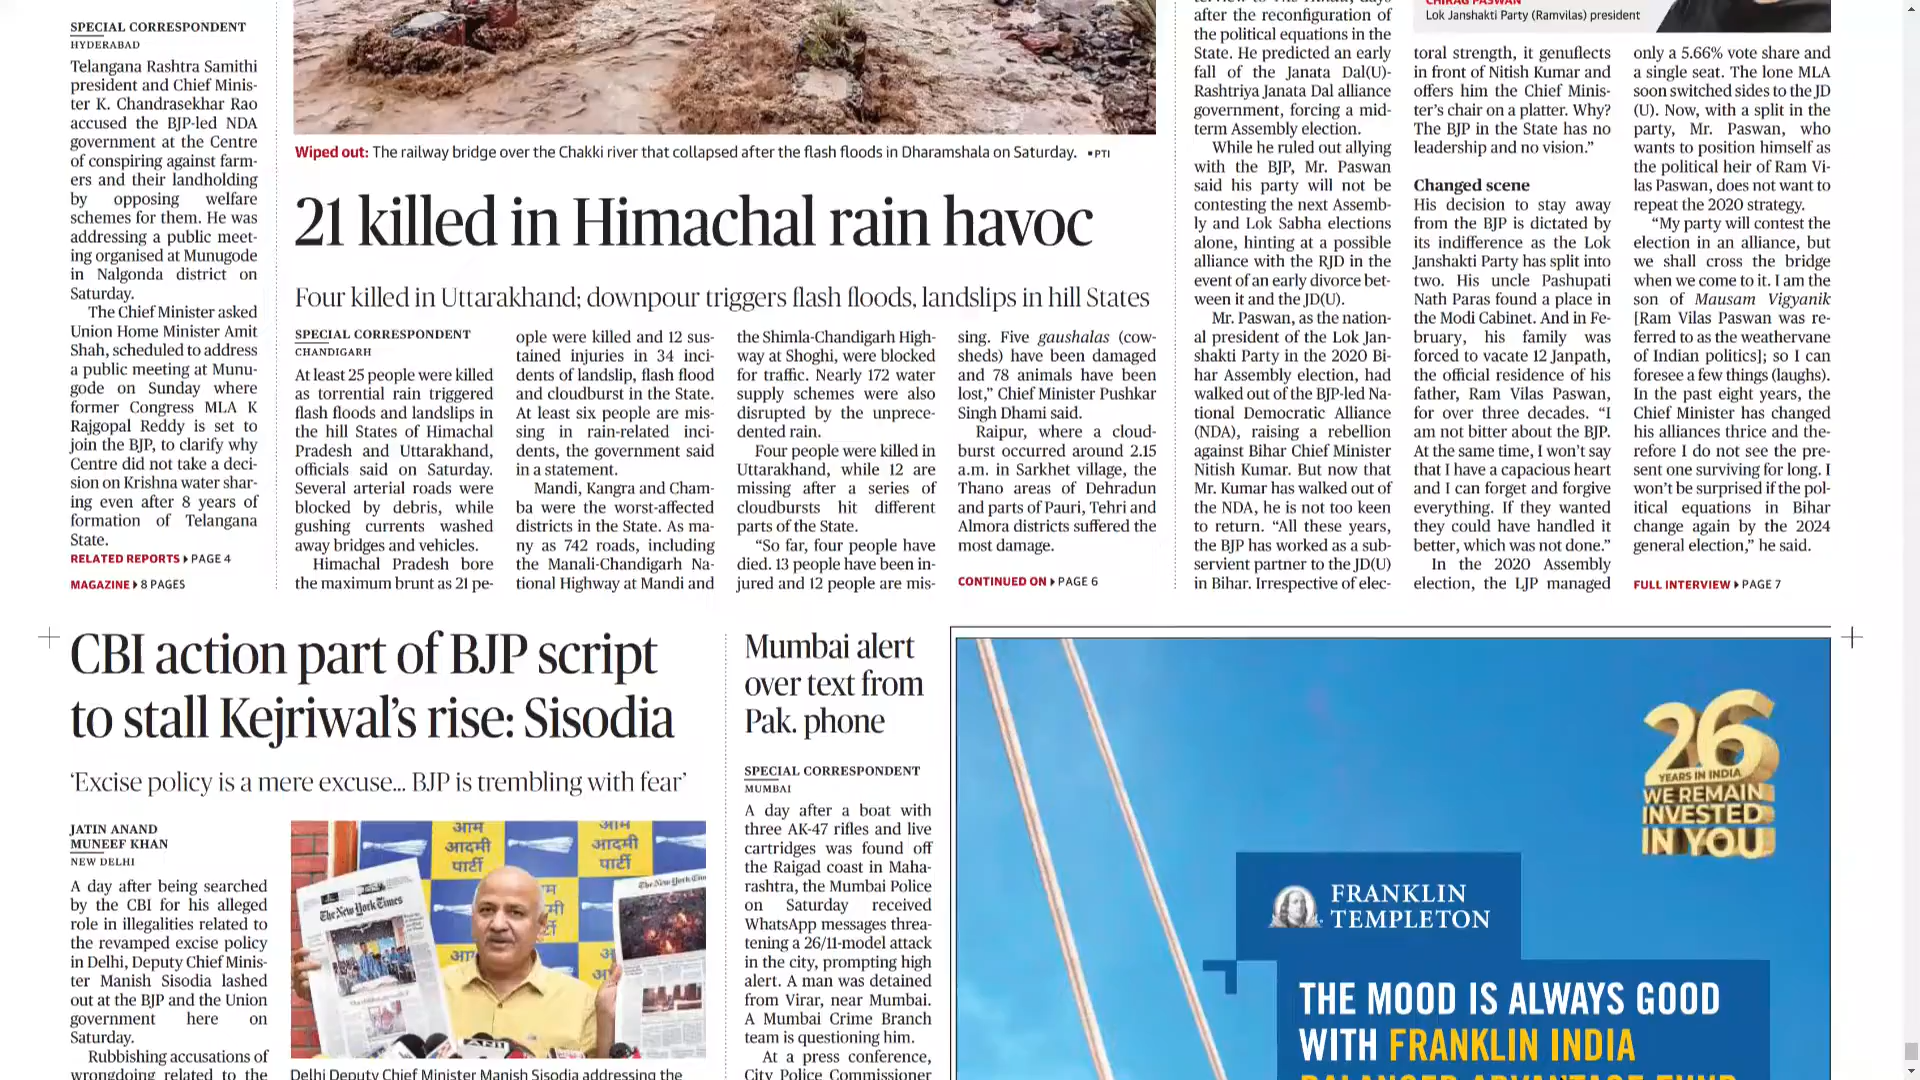 SPECIAL CORRESPONDENT
HYDERABAD
Telangana Rashtra Samithi
president and Chief Minis-
ter K. Chandrasekhar Rao
accused the BJP-led NDA
government at the Centre
of conspiring against farm-
ers and their landholding
by opposing welfare
schemes for them. He was
addressing a public meet-
ing organised at Munugode
in Nalgonda district on
Saturday.
The Chief Minister asked
Union Home Minister Amit
Shah, scheduled to address
a public meeting at Munu-
gode on Sunday where
former Congress MLA K
Rajgopal Reddy is set to
join the BJP, to clarify why
Centre did not take a deci-
sion on Krishna water shar-
ing even after 8 years of
formation of Telangana
State.
RELATED REPORTS PAGE 4
MAGAZINE 8 PAGES
Wiped out: The railway bridge over the Chakki river that collapsed after the flash floods in Dharamshala on Saturday. ▪PTI
21 killed in Himachal rain havoc
Four killed in Uttarakhand; downpour triggers flash floods, landslips in hill States
SPECIAL CORRESPONDENT
CHANDIGARH
At least 25 people were killed
as torrential rain triggered
flash floods and landslips in
the hill States of Himachal
Pradesh and Uttarakhand,
officials said on Saturday.
Several arterial roads were
blocked by debris, while
gushing currents washed
away bridges and vehicles.
Himachal Pradesh bore
the maximum brunt as 21 pe-
ople were killed and 12 sus-
tained injuries in 34 inci-
dents of landslip, flash flood
and cloudburst in the State.
At least six people are mis-
sing in rain-related inci-
dents, the government said
in a statement.
Mandi, Kangra and Cham-
ba were the worst-affected
districts in the State. As ma-
ny as 742 roads, including
the Manali-Chandigarh Na-
tional Highway at Mandi and
the Shimla-Chandigarh High-
way at Shoghi, were blocked
for traffic. Nearly 172 water
supply schemes were also
disrupted by the unprece-
dented rain.
Four people were killed in
Uttarakhand, while 12 are
missing after a series of
cloudbursts hit different
parts of the State.
“So far, four people have
died. 13 people have been in-
jured and 12 people are mis-
sing. Five gaushalas (cow-
sheds) have been damaged
and 78 animals have been
lost,” Chief Minister Pushkar
Singh Dhami said.
Raipur, where a cloud-
burst occurred around 2.15
a.m. in Sarkhet village, the
Thano areas of Dehradun
and parts of Pauri, Tehri and
Almora districts suffered the
most damage.
CONTINUED ON PAGE 6
after the reconfiguration of
the political equations in the
State. He predicted an early
fall of the Janata Dal(U)-
Rashtriya Janata Dal alliance
government, forcing a mid-
term Assembly election.
While he ruled out allying
with the BJP, Mr. Paswan
said his party will not be
contesting the next Assemb-
ly and Lok Sabha elections
alone, hinting at a possible
alliance with the RJD in the
event of an early divorce bet-
ween it and the JD(U).
Mr. Paswan, as the nation-
al president of the Lok Jan-
shakti Party in the 2020 Bi-
har Assembly election, had
walked out of the BJP-led Na-
tional Democratic Alliance
(NDA), raising a rebellion
against Bihar Chief Minister
Nitish Kumar. But now that
Mr. Kumar has walked out of
the NDA, he is not too keen
to return. “All these years,
the BJP has worked as a sub-
servient partner to the JD(U)
in Bihar. Irrespective of elec-
CHIRAG PASWAN
Lok Janshakti Party (Ramvilas) president
toral strength, it genuflects
in front of Nitish Kumar and
offers him the Chief Minis-
ter’s chair on a platter. Why?
The BJP in the State has no
leadership and no vision.”
Changed scene
His decision to stay away
from the BJP is dictated by
its indifference as the Lok
Janshakti Party has split into
two. His uncle Pashupati
Nath Paras found a place in
the Modi Cabinet. And in Fe-
bruary, his family was
forced to vacate 12 Janpath,
the official residence of his
father, Ram Vilas Paswan,
for over three decades. “I
am not bitter about the BJP.
At the same time, I won’t say
that I have a capacious heart
and I can forget and forgive
everything. If they wanted
they could have handled it
better, which was not done.”
In the 2020 Assembly
election, the LJP managed
only a 5.66% vote share and
a single seat. The lone MLA
soon switched sides to the JD
(U). Now, with a split in the
party, Mr. Paswan, who
wants to position himself as
the political heir of Ram Vi-
las Paswan, does not want to
repeat the 2020 strategy.
“My party will contest the
election in an alliance, but
we shall cross the bridge
when we come to it. I am the
son of Mausam Vigyanik
[Ram Vilas Paswan was re-
ferred to as the weathervane
of Indian politics]; so I can
foresee a few things (laughs).
In the past eight years, the
Chief Minister has changed
his alliances thrice and the-
refore I do not see the pre-
sent one surviving for long. I
won’t be surprised if the pol-
itical equations in Bihar
change again by the 2024
general election,” he said.
FULL INTERVIEW PAGE 7
CBI action part of BJP script
to stall Kejriwal’s rise: Sisodia
‘Excise policy is a mere excuse... BJP is trembling with fear’
JATIN ANAND
MUNEEF KHAN
NEW DELHI
A day after being searched
by the CBI for his alleged
role in illegalities related to
the revamped excise policy
in Delhi, Deputy Chief Minis-
ter Manish Sisodia lashed
out at the BJP and the Union
government here on
Saturday.
Rubbishing accusations of
wrongdoing related to the
आम
आदमी
पार्टी
आदमी
पार्टी
The New York Times
The New York Tim
ANI
Delhi Deputy Chief Minister Manish Sisodia addressing the
Mumbai alert
over text from
Pak. phone
SPECIAL CORRESPONDENT
MUMBAI
A day after a boat with
three AK-47 rifles and live
cartridges was found off
the Raigad coast in Maha-
rashtra, the Mumbai Police
on Saturday received
WhatsApp messages threa-
tening a 26/11-model attack
in the city, prompting high
alert. A man was detained
from Virar, near Mumbai.
A Mumbai Crime Branch
team is questioning him.
At a press conference,
City Police Commissioner
26
YEARS IN INDIA
WE REMAIN
INVESTED
IN YOU
FRANKLIN
TEMPLETON
THE MOOD IS ALWAYS GOOD
WITH FRANKLIN INDIA
BALANCED ADVANTAGE FUND